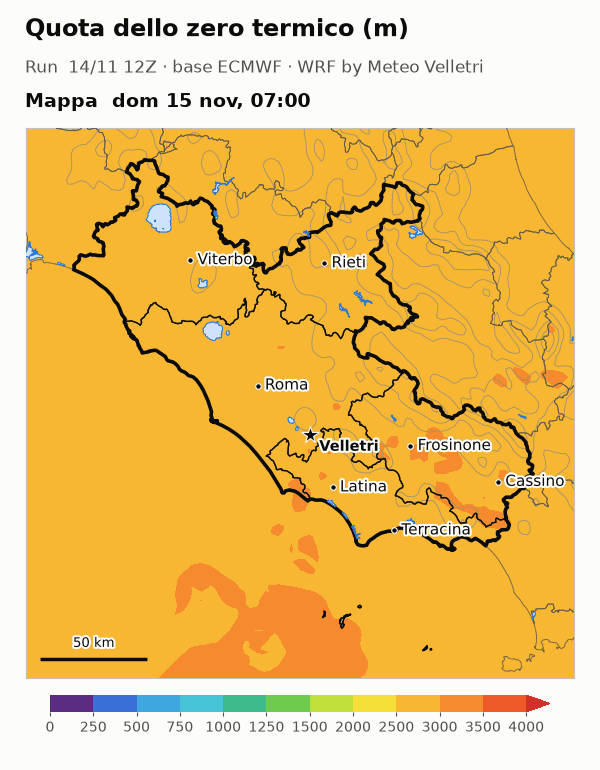 Quota dello zero termico (m)
Run  14/11 12Z · base ECMWF · WRF by Meteo Velletri
Mappa  dom 15 nov, 07:00
Viterbo
Rieti
Roma
Velletri
Frosinone
Latina
Cassino
Terracina
50 km
0 250 500 750 1000 1250 1500 2000 2500 3000 3500 4000